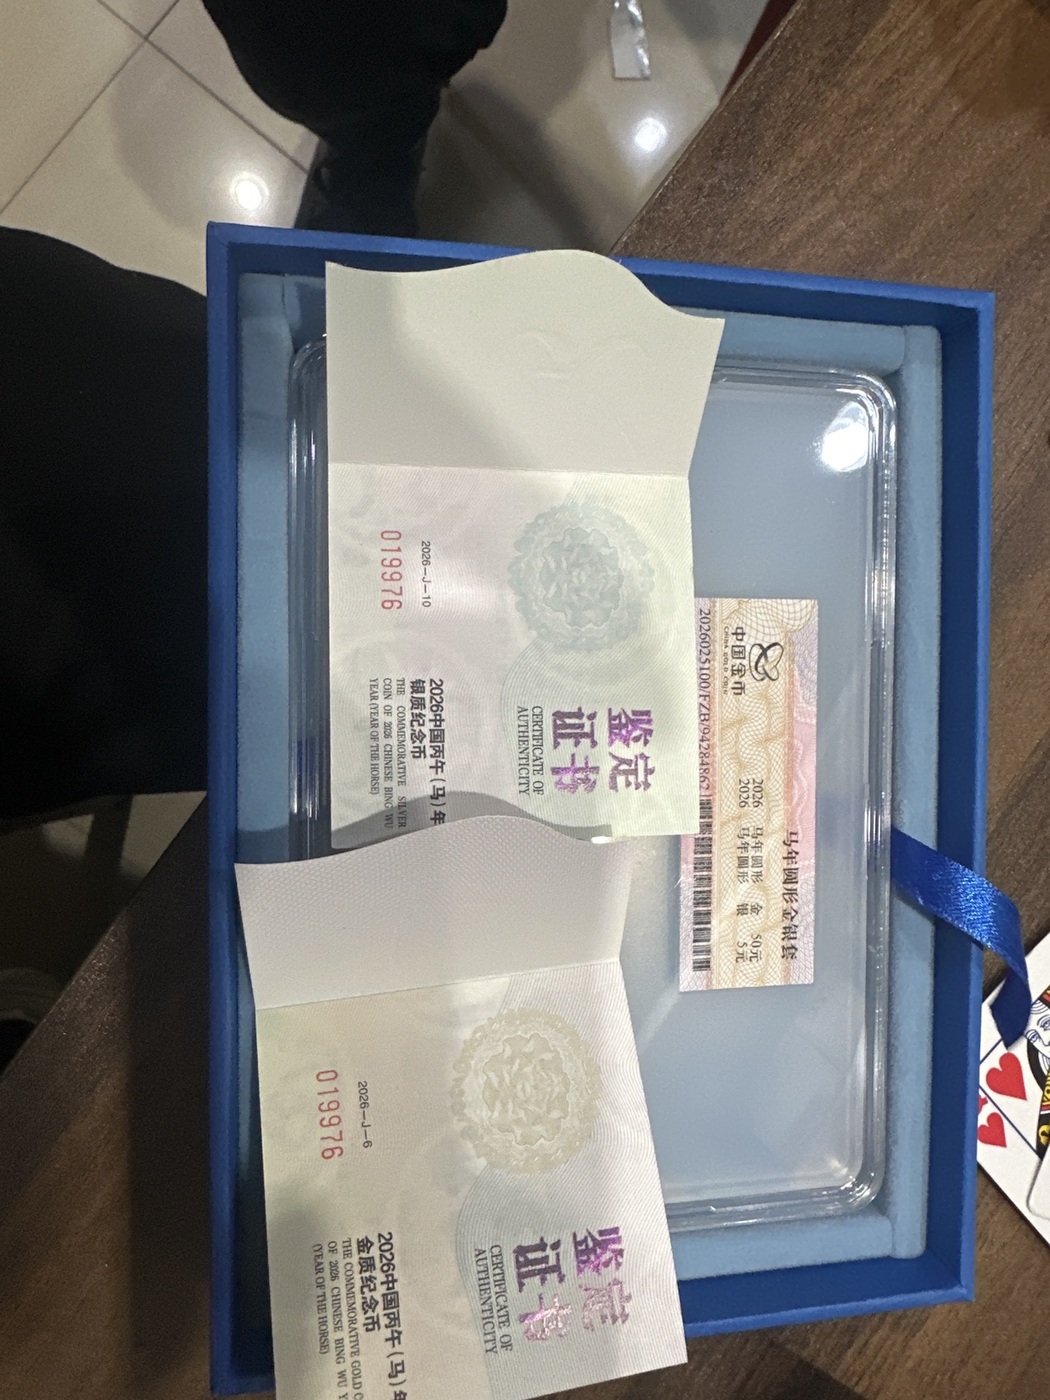 鉴定
证书
CERTIFICATE OF
AUTHENTICITY
2026—J—10
019976
2026中国丙午(马)年
银质纪念币
THE COMMEMORATIVE SILVER
COIN OF 2026 CHINESE BING WU
YEAR (YEAR OF THE HORSE)
中国金币
CHINA GOLD COIN
马年圆形金银套
2026 马年圆形 金 50元
2026 马年圆形 银 5元
2026025100/FZB/94284862
鉴定
证书
CERTIFICATE OF
AUTHENTICITY
2026—J—6
019976
2026中国丙午(马)年
金质纪念币
THE COMMEMORATIVE GOLD C
OF 2026 CHINESE BING WU Y
(YEAR OF THE HORSE)